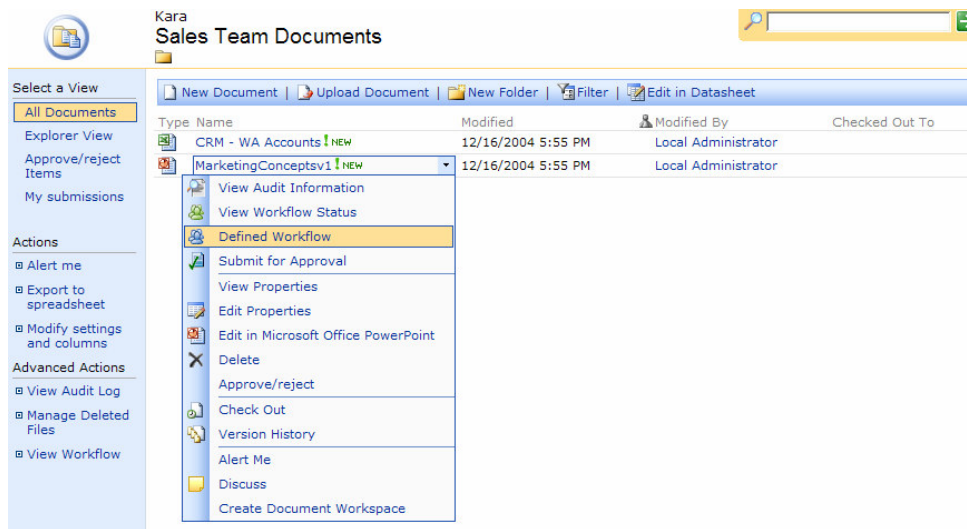 Kara
Sales Team Documents
Select a View
All Documents
Explorer View
Approve/reject
Items
My submissions
Actions
Alert me
Export to
spreadsheet
Modify settings
and columns
Advanced Actions
View Audit Log
Manage Deleted
Files
View Workflow
New Document | Upload Document | New Folder | Filter | Edit in Datasheet
Type Name Modified Modified By Checked Out To
CRM - WA Accounts ! NEW 12/16/2004 5:55 PM Local Administrator
MarketingConceptsv1 ! NEW 12/16/2004 5:55 PM Local Administrator
View Audit Information
View Workflow Status
Defined Workflow
Submit for Approval
View Properties
Edit Properties
Edit in Microsoft Office PowerPoint
Delete
Approve/reject
Check Out
Version History
Alert Me
Discuss
Create Document Workspace